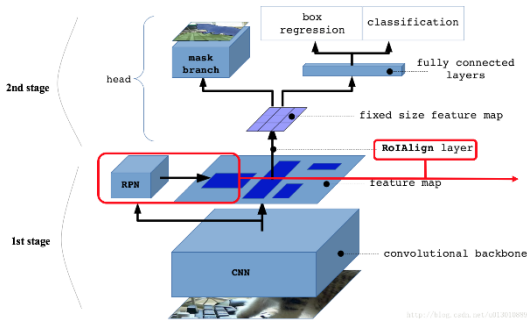 box
regression
classification
mask
branch
head
2nd stage
fully connected
layers
fixed size feature map
RoIAlign layer
RPN
feature map
1st stage
CNN
convolutional backbone